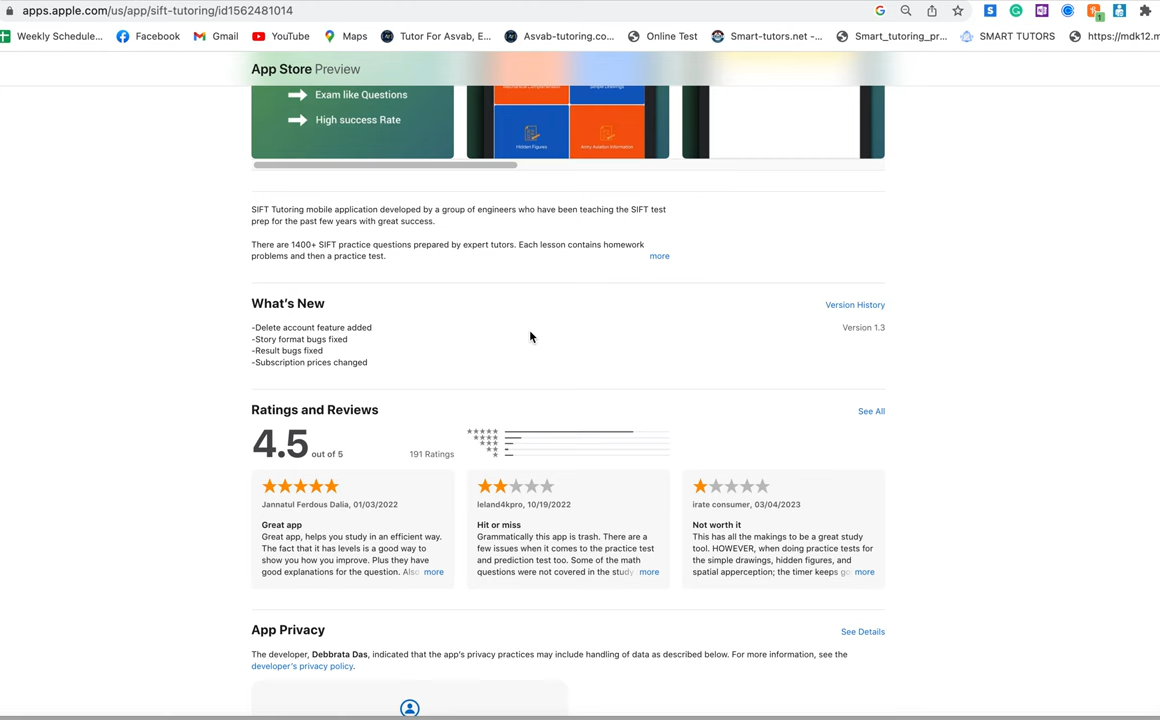 apps.apple.com/us/app/sift-tutoring/id1562481014
Weekly Schedule... Facebook Gmail YouTube Maps Tutor For Asvab, E... Asvab-tutoring.co... Online Test Smart-tutors.net -... Smart_tutoring_pr... SMART TUTORS https://mdk12.m
App Store Preview
Exam like Questions
High success Rate
Hidden Figures
Army Aviation Information
SIFT Tutoring mobile application developed by a group of engineers who have been teaching the SIFT test
prep for the past few years with great success.
There are 1400+ SIFT practice questions prepared by expert tutors. Each lesson contains homework
problems and then a practice test. more
What's New Version History
-Delete account feature added Version 1.3
-Story format bugs fixed
-Result bugs fixed
-Subscription prices changed
Ratings and Reviews See All
4.5 out of 5 191 Ratings
Jannatul Ferdous Dalia, 01/03/2022
Great app
Great app, helps you study in an efficient way.
The fact that it has levels is a good way to
show you how you improve. Plus they have
good explanations for the question. Also more
leland4kpro, 10/19/2022
Hit or miss
Grammatically this app is trash. There are a
few issues when it comes to the practice test
and prediction test too. Some of the math
questions were not covered in the study more
irate consumer, 03/04/2023
Not worth it
This has all the makings to be a great study
tool. HOWEVER, when doing practice tests for
the simple drawings, hidden figures, and
spatial apperception; the timer keeps go more
App Privacy See Details
The developer, Debbrata Das, indicated that the app's privacy practices may include handling of data as described below. For more information, see the
developer's privacy policy.